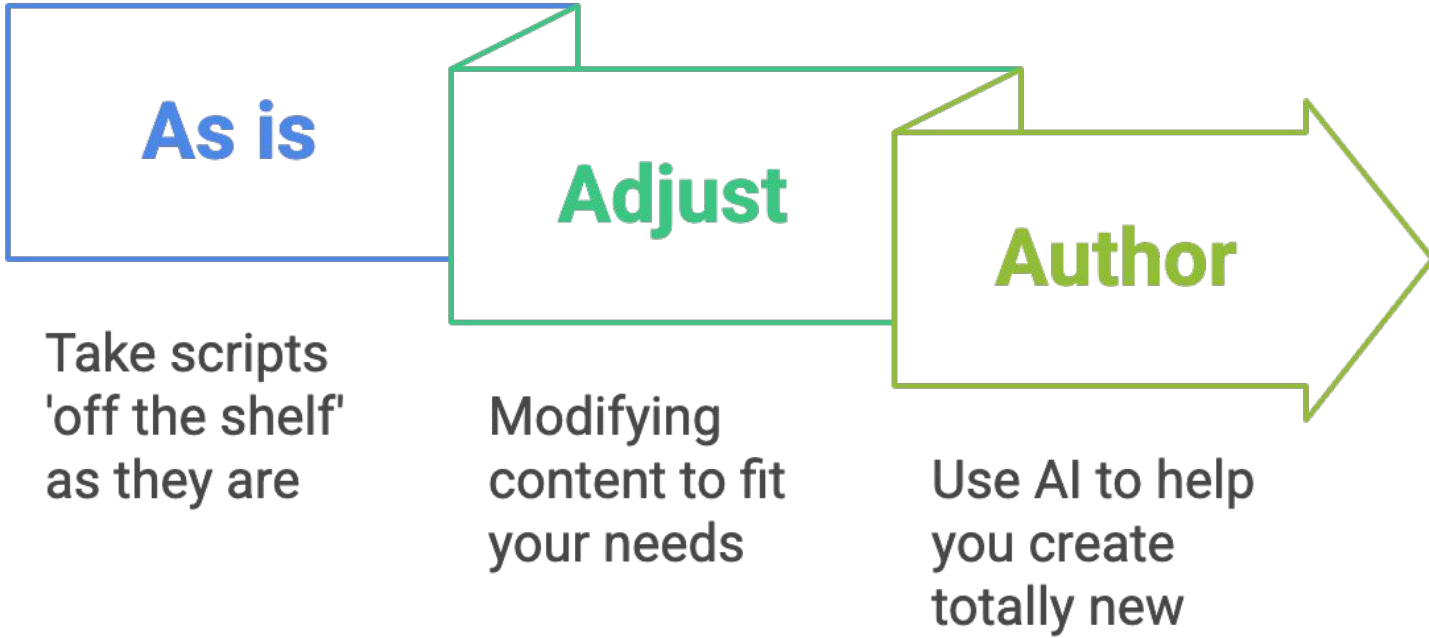 As is
Take scripts
'off the shelf'
as they are
Adjust
Modifying
content to fit
your needs
Author
Use AI to help
you create
totally new